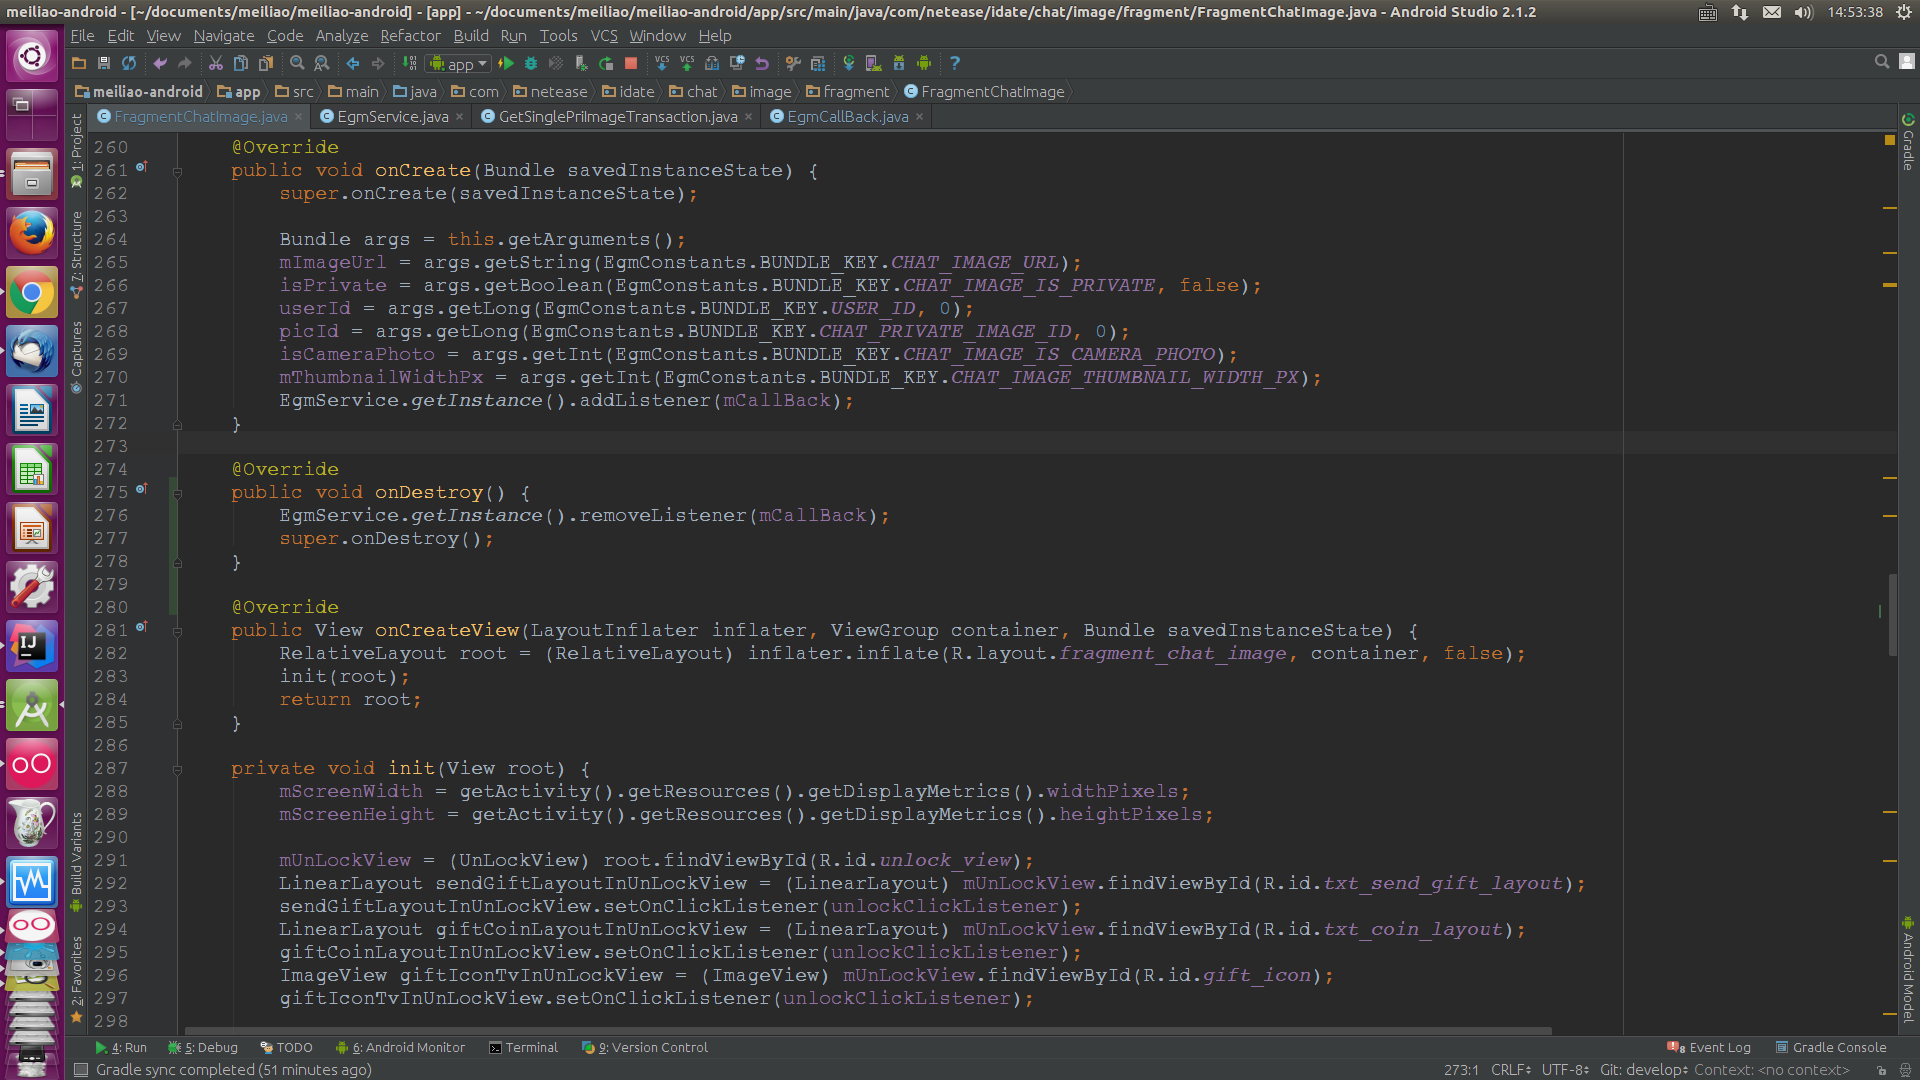 meiliao-android - [~/documents/meiliao/meiliao-android] - [app] - ~/documents/meiliao/meiliao-android/app/src/main/java/com/netease/idate/chat/image/fragment/FragmentChatImage.java - Android Studio 2.1.2
14:53:38
File Edit View Navigate Code Analyze Refactor Build Run Tools VCS Window Help
app
meiliao-android app src main java com netease idate chat image fragment FragmentChatImage
FragmentChatImage.java EgmService.java GetSinglePriImageTransaction.java EgmCallBack.java
1: Project
7: Structure
Captures
Build Variants
2: Favorites
260 @Override
261 public void onCreate(Bundle savedInstanceState) {
262 super.onCreate(savedInstanceState);
263
264 Bundle args = this.getArguments();
265 mImageUrl = args.getString(EgmConstants.BUNDLE_KEY.CHAT_IMAGE_URL);
266 isPrivate = args.getBoolean(EgmConstants.BUNDLE_KEY.CHAT_IMAGE_IS_PRIVATE, false);
267 userId = args.getLong(EgmConstants.BUNDLE_KEY.USER_ID, 0);
268 picId = args.getLong(EgmConstants.BUNDLE_KEY.CHAT_PRIVATE_IMAGE_ID, 0);
269 isCameraPhoto = args.getInt(EgmConstants.BUNDLE_KEY.CHAT_IMAGE_IS_CAMERA_PHOTO);
270 mThumbnailWidthPx = args.getInt(EgmConstants.BUNDLE_KEY.CHAT_IMAGE_THUMBNAIL_WIDTH_PX);
271 EgmService.getInstance().addListener(mCallBack);
272 }
273
274 @Override
275 public void onDestroy() {
276 EgmService.getInstance().removeListener(mCallBack);
277 super.onDestroy();
278 }
279
280 @Override
281 public View onCreateView(LayoutInflater inflater, ViewGroup container, Bundle savedInstanceState) {
282 RelativeLayout root = (RelativeLayout) inflater.inflate(R.layout.fragment_chat_image, container, false);
283 init(root);
284 return root;
285 }
286
287 private void init(View root) {
288 mScreenWidth = getActivity().getResources().getDisplayMetrics().widthPixels;
289 mScreenHeight = getActivity().getResources().getDisplayMetrics().heightPixels;
290
291 mUnLockView = (UnLockView) root.findViewById(R.id.unlock_view);
292 LinearLayout sendGiftLayoutInUnLockView = (LinearLayout) mUnLockView.findViewById(R.id.txt_send_gift_layout);
293 sendGiftLayoutInUnLockView.setOnClickListener(unlockClickListener);
294 LinearLayout giftCoinLayoutInUnLockView = (LinearLayout) mUnLockView.findViewById(R.id.txt_coin_layout);
295 giftCoinLayoutInUnLockView.setOnClickListener(unlockClickListener);
296 ImageView giftIconTvInUnLockView = (ImageView) mUnLockView.findViewById(R.id.gift_icon);
297 giftIconTvInUnLockView.setOnClickListener(unlockClickListener);
298
Gradle
Android Model
4: Run 5: Debug TODO 6: Android Monitor Terminal 9: Version Control 8 Event Log Gradle Console
Gradle sync completed (51 minutes ago) 273:1 CRLF UTF-8 Git: develop Context: <no context>